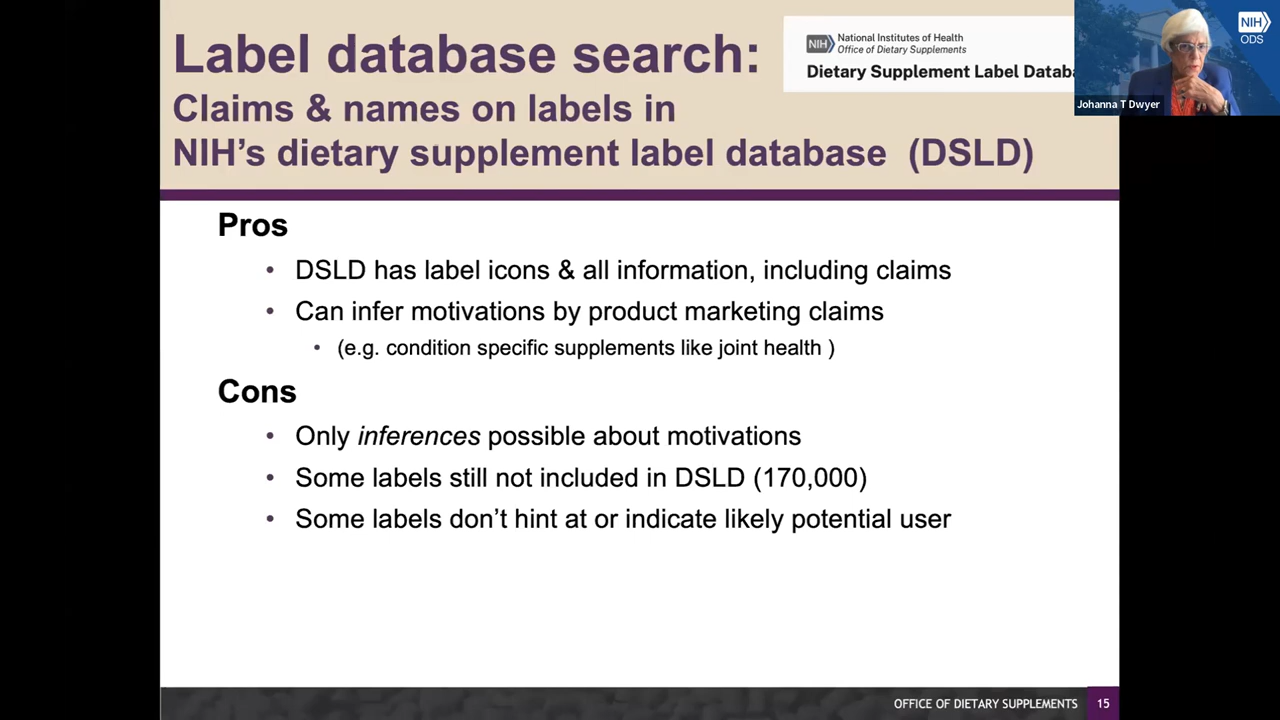 Label database search:
Claims & names on labels in
NIH's dietary supplement label database (DSLD)
NIH National Institutes of Health
Office of Dietary Supplements
Dietary Supplement Label Databa
NIH
ODS
Johanna T Dwyer
Pros
• DSLD has label icons & all information, including claims
• Can infer motivations by product marketing claims
• (e.g. condition specific supplements like joint health )
Cons
• Only inferences possible about motivations
• Some labels still not included in DSLD (170,000)
• Some labels don't hint at or indicate likely potential user
OFFICE OF DIETARY SUPPLEMENTS 15